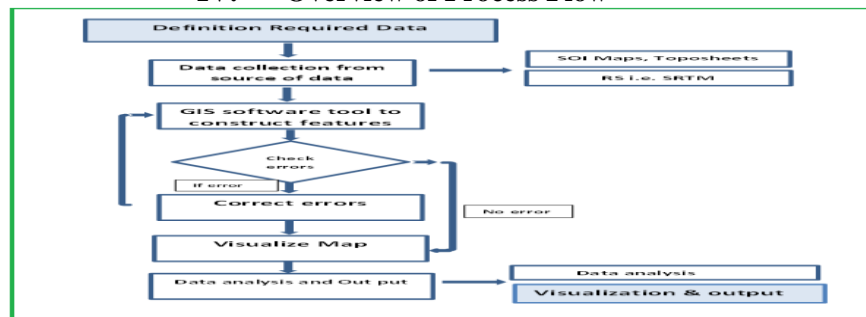 Definition Required Data
Data collection from
source of data
SOI Maps, Toposheets
RS i.e. SRTM
GIS software tool to
construct features
Check
errors
If error
Correct errors
No error
Visualize Map
Data analysis and Out put
Data analysis
Visualization & output